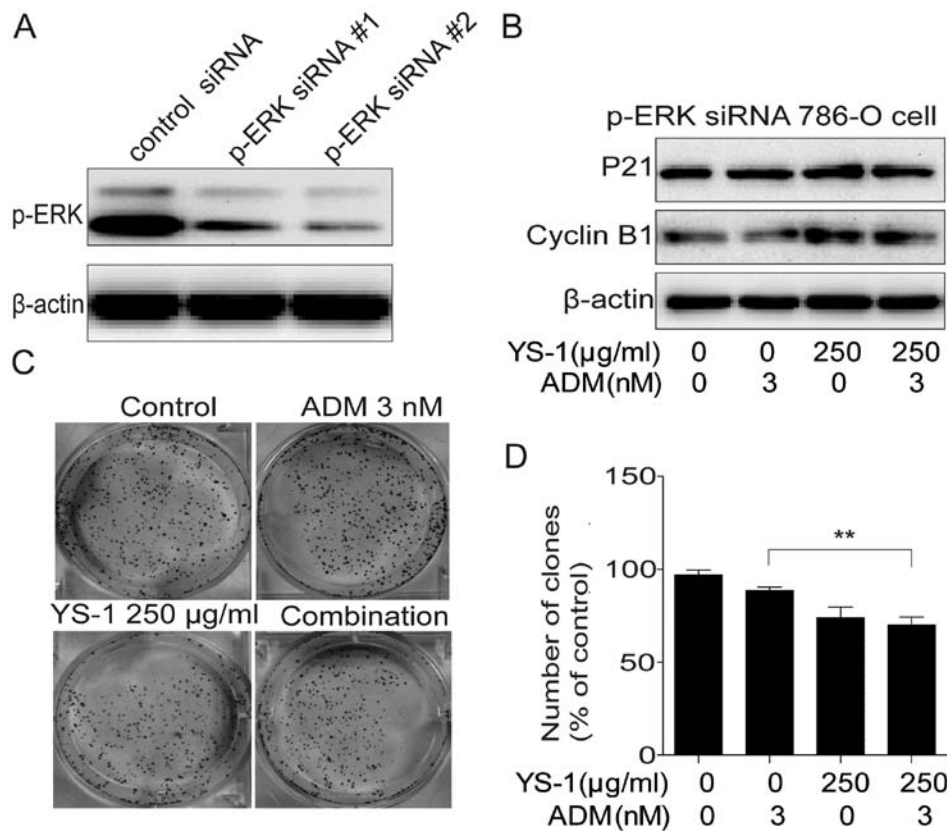 A
control siRNA
p-ERK siRNA #1
p-ERK siRNA #2
p-ERK
β-actin
B
p-ERK siRNA 786-O cell
P21
Cyclin B1
β-actin
YS-1(μg/ml) 0 0 250 250
ADM(nM) 0 3 0 3
C
Control ADM 3 nM
YS-1 250 μg/ml Combination
D
Number of clones
(% of control)
150
100
50
0
**
YS-1(μg/ml) 0 0 250 250
ADM(nM) 0 3 0 3